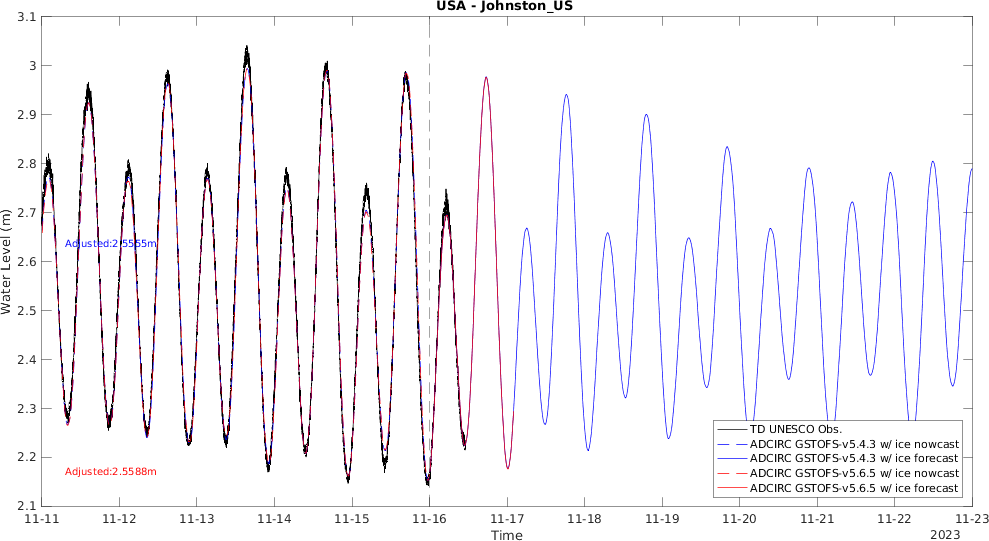 USA - Johnston_US
3.1
3
2.9
2.8
2.7
2.6
2.5
2.4
2.3
2.2
2.1
Water Level (m)
Adjusted:2.5555m
Adjusted:2.5588m
TD UNESCO Obs.
ADCIRC GSTOFS-v5.4.3 w/ ice nowcast
ADCIRC GSTOFS-v5.4.3 w/ ice forecast
ADCIRC GSTOFS-v5.6.5 w/ ice nowcast
ADCIRC GSTOFS-v5.6.5 w/ ice forecast
11-11 11-12 11-13 11-14 11-15 11-16 11-17 11-18 11-19 11-20 11-21 11-22 11-23
Time
2023